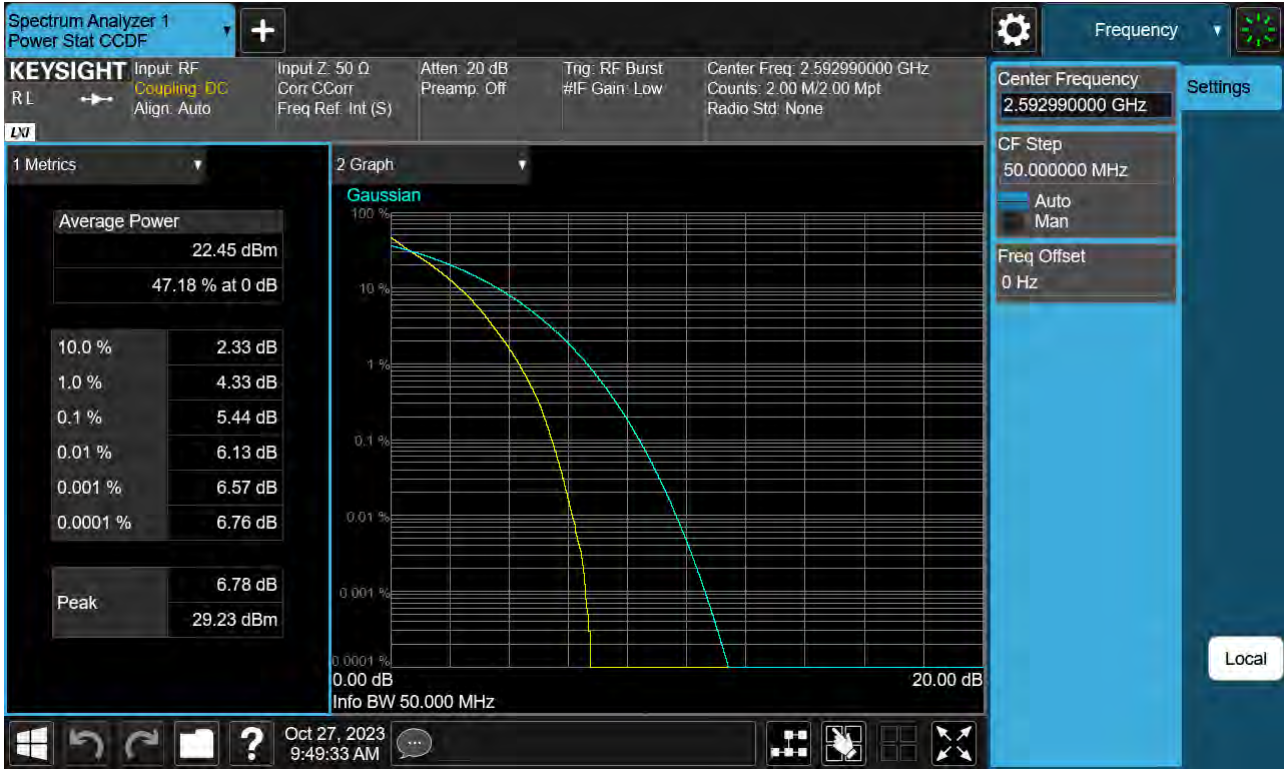 Spectrum Analyzer 1
Power Stat CCDF
+
Frequency
KEYSIGHT
R L
LXI
Input: RF
Coupling: DC
Align: Auto
Input Z: 50 Ω
Corr CCorr
Freq Ref: Int (S)
Atten: 20 dB
Preamp: Off
Trig: RF Burst
#IF Gain: Low
Center Freq: 2.592990000 GHz
Counts: 2.00 M/2.00 Mpt
Radio Std: None
Center Frequency
2.592990000 GHz
Settings
CF Step
50.000000 MHz
Auto
Man
Freq Offset
0 Hz
Local
1 Metrics
Average Power
22.45 dBm
47.18 % at 0 dB
10.0 % 2.33 dB
1.0 % 4.33 dB
0.1 % 5.44 dB
0.01 % 6.13 dB
0.001 % 6.57 dB
0.0001 % 6.76 dB
Peak
6.78 dB
29.23 dBm
2 Graph
Gaussian
100 %
10 %
1 %
0.1 %
0.01 %
0.001 %
0.0001 %
0.00 dB 20.00 dB
Info BW 50.000 MHz
?
Oct 27, 2023
9:49:33 AM